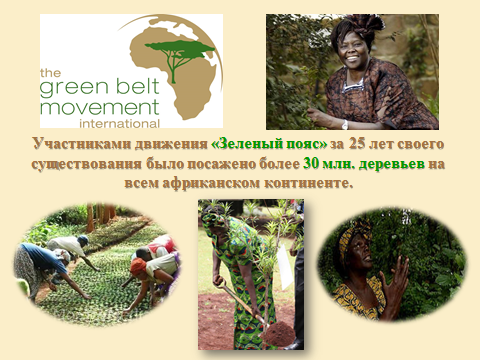 the
green belt
movement
international
Участниками движения «Зеленый пояс» за 25 лет своего
существования было посажено более 30 млн. деревьев на
всем африканском континенте.